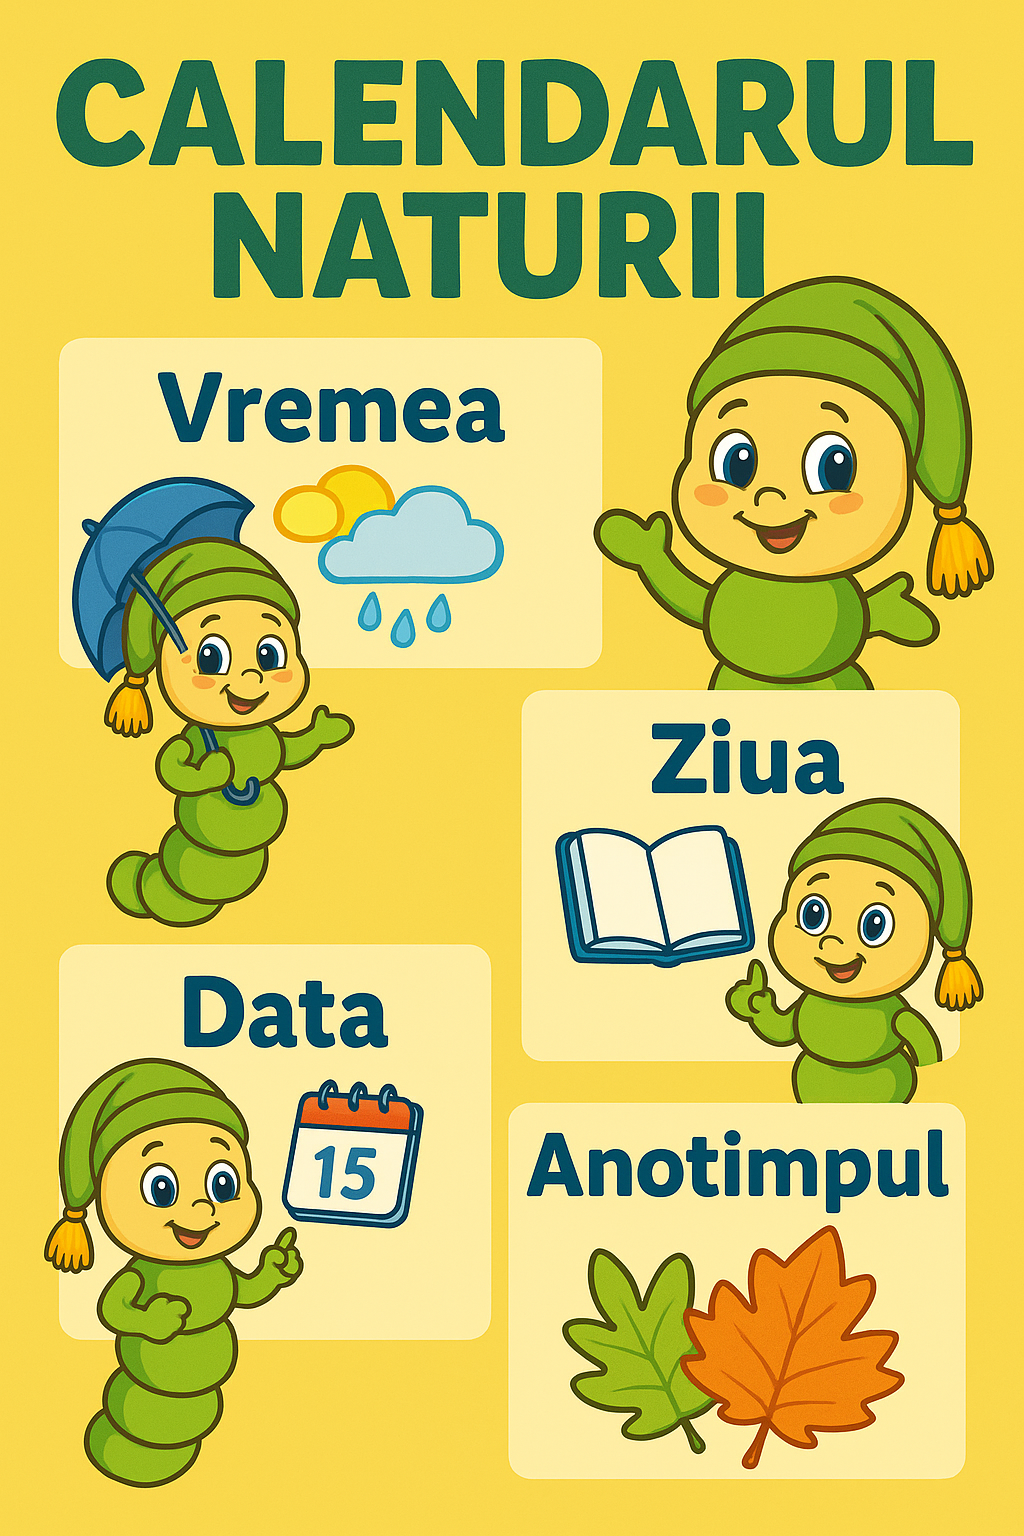 CALENDARUL
NATURII
Vremea
Ziua
Data
15
Anotimpul